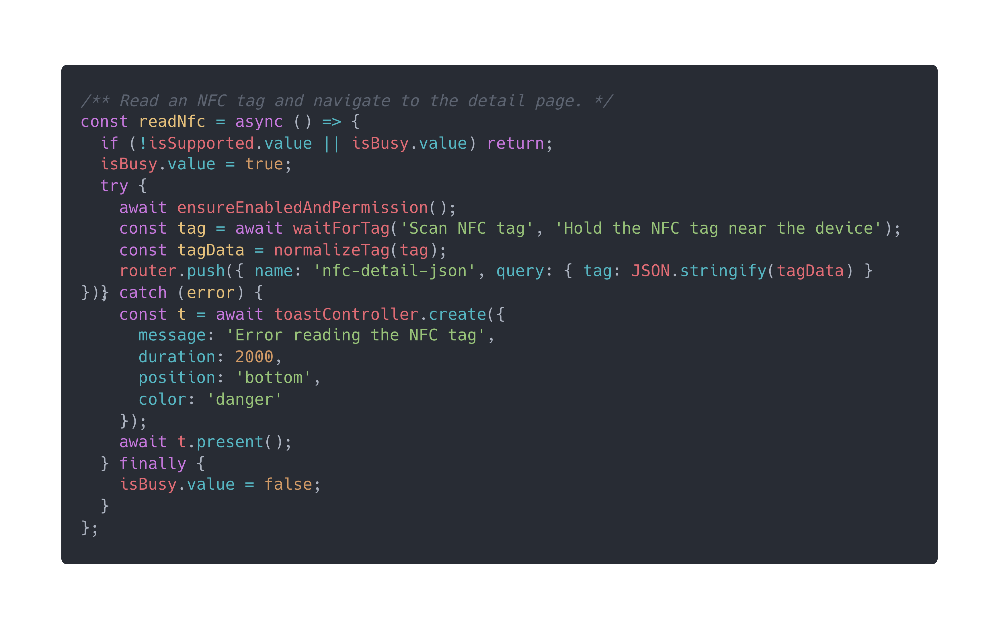 /** Read an NFC tag and navigate to the detail page. */
const readNfc = async () => {
  if (!isSupported.value || isBusy.value) return;
  isBusy.value = true;
  try {
    await ensureEnabledAndPermission();
    const tag = await waitForTag('Scan NFC tag', 'Hold the NFC tag near the device');
    const tagData = normalizeTag(tag);
    router.push({ name: 'nfc-detail-json', query: { tag: JSON.stringify(tagData) }
});
  } catch (error) {
    const t = await toastController.create({
      message: 'Error reading the NFC tag',
      duration: 2000,
      position: 'bottom',
      color: 'danger'
    });
    await t.present();
  } finally {
    isBusy.value = false;
  }
};